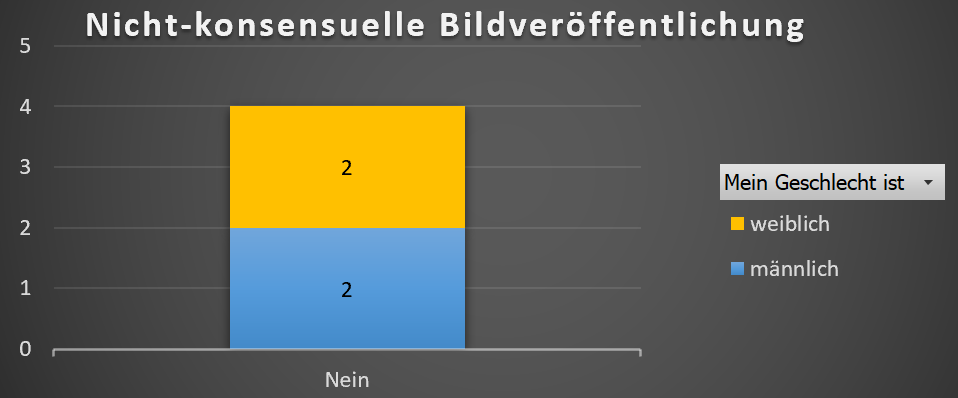 Nicht-konsensuelle Bildveröffentlichung
5
4
3
2
1
0
2
2
Nein
Mein Geschlecht ist
weiblich
männlich